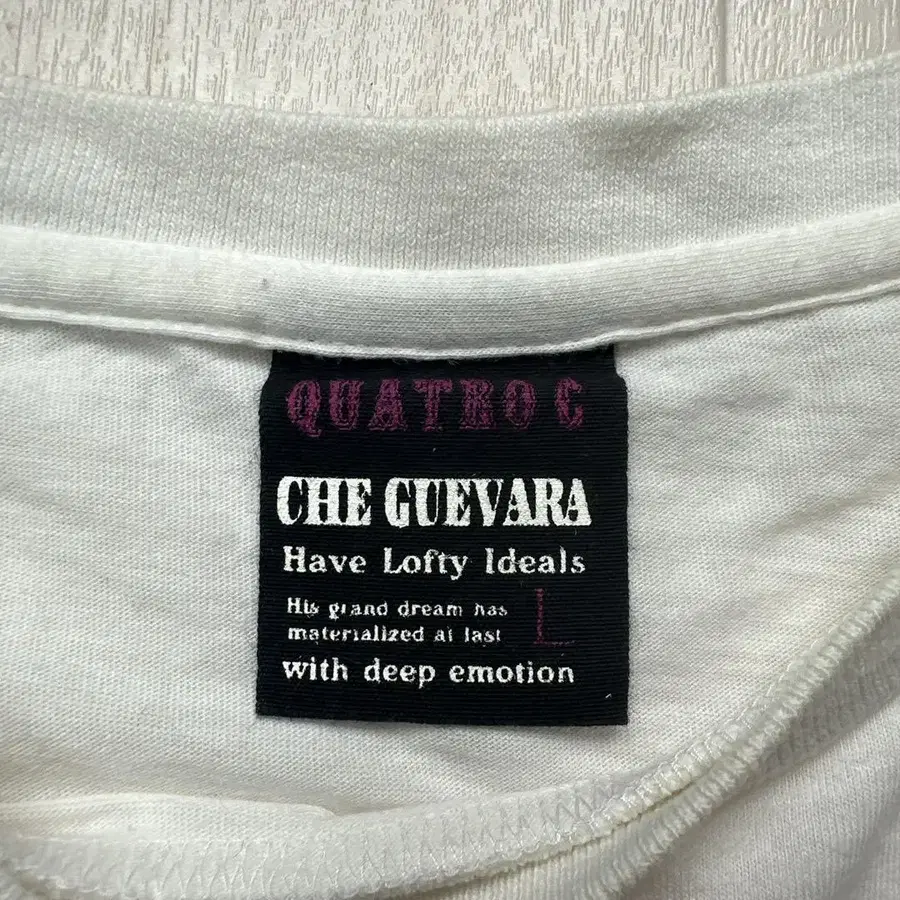 QUATRO C
CHE GUEVARA
Have Lofty Ideals
His grand dream has
materialized at last
L
with deep emotion